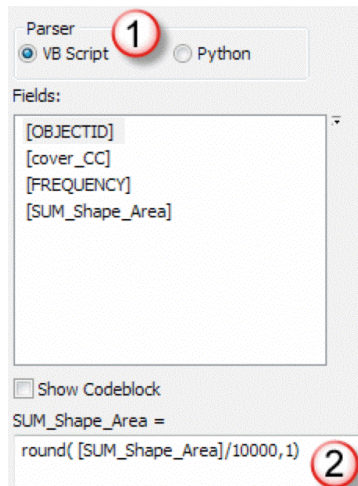 Parser
1
VB Script
Python
Fields:
[OBJECTID]
[cover_CC]
[FREQUENCY]
[SUM_Shape_Area]
Show Codeblock
SUM_Shape_Area =
round( [SUM_Shape_Area]/10000,1)
2